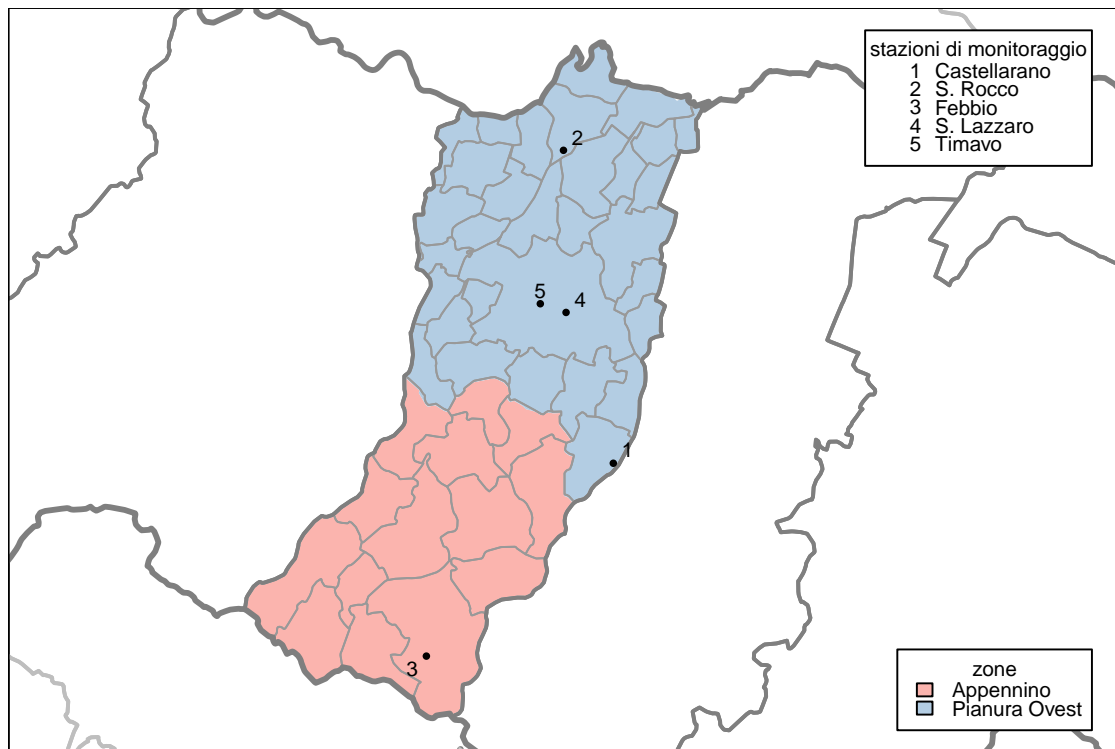 stazioni di monitoraggio
1 Castellarano
2 S. Rocco
3 Febbio
4 S. Lazzaro
5 Timavo
2
5
4
1
3
zone
Appennino
Pianura Ovest